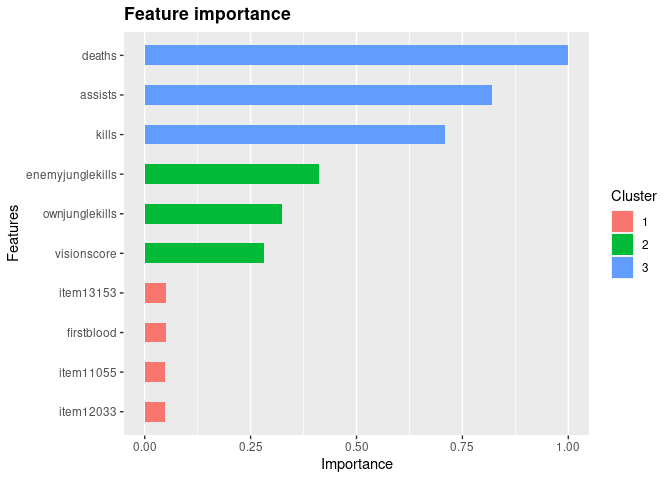 Feature importance
Features
deaths
assists
kills
enemyjunglekills
ownjunglekills
visionscore
item13153
firstblood
item11055
item12033
0.00 0.25 0.50 0.75 1.00
Importance
Cluster
1
2
3